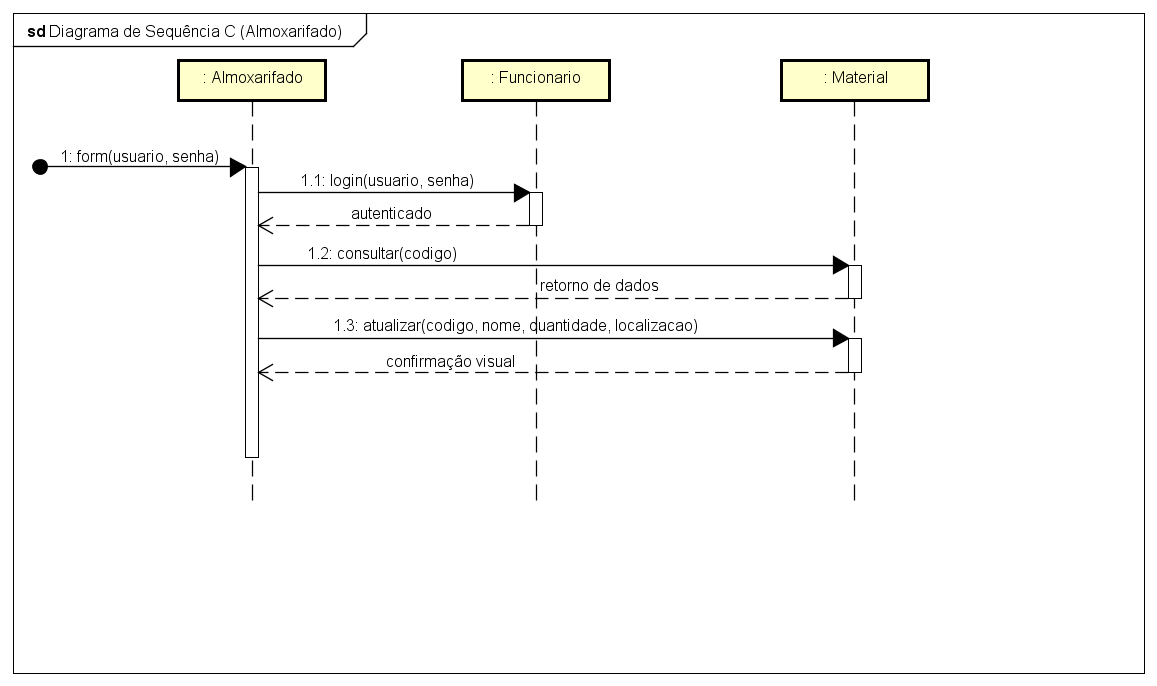 sd Diagrama de Sequência C (Almoxarifado)
: Almoxarifado
: Funcionario
: Material
1: form(usuario, senha)
1.1: login(usuario, senha)
autenticado
1.2: consultar(codigo)
retorno de dados
1.3: atualizar(codigo, nome, quantidade, localizacao)
confirmação visual